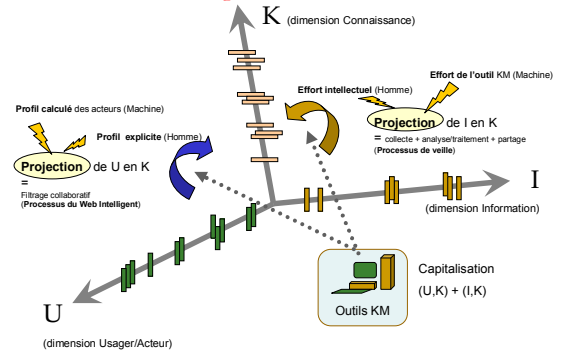 K (dimension Connaissance)
Effort de l'outil KM (Machine)
Effort intellectuel (Homme)
Projection de I en K
= collecte + analyse/traitement + partage
(Processus de veille)
Profil calculé des acteurs (Machine)
Profil explicite (Homme)
Projection de U en K
=
Filtrage collaboratif
(Processus du Web Intelligent)
I
(dimension Information)
Capitalisation
(U,K) + (I,K)
Outils KM
U
(dimension Usager/Acteur)